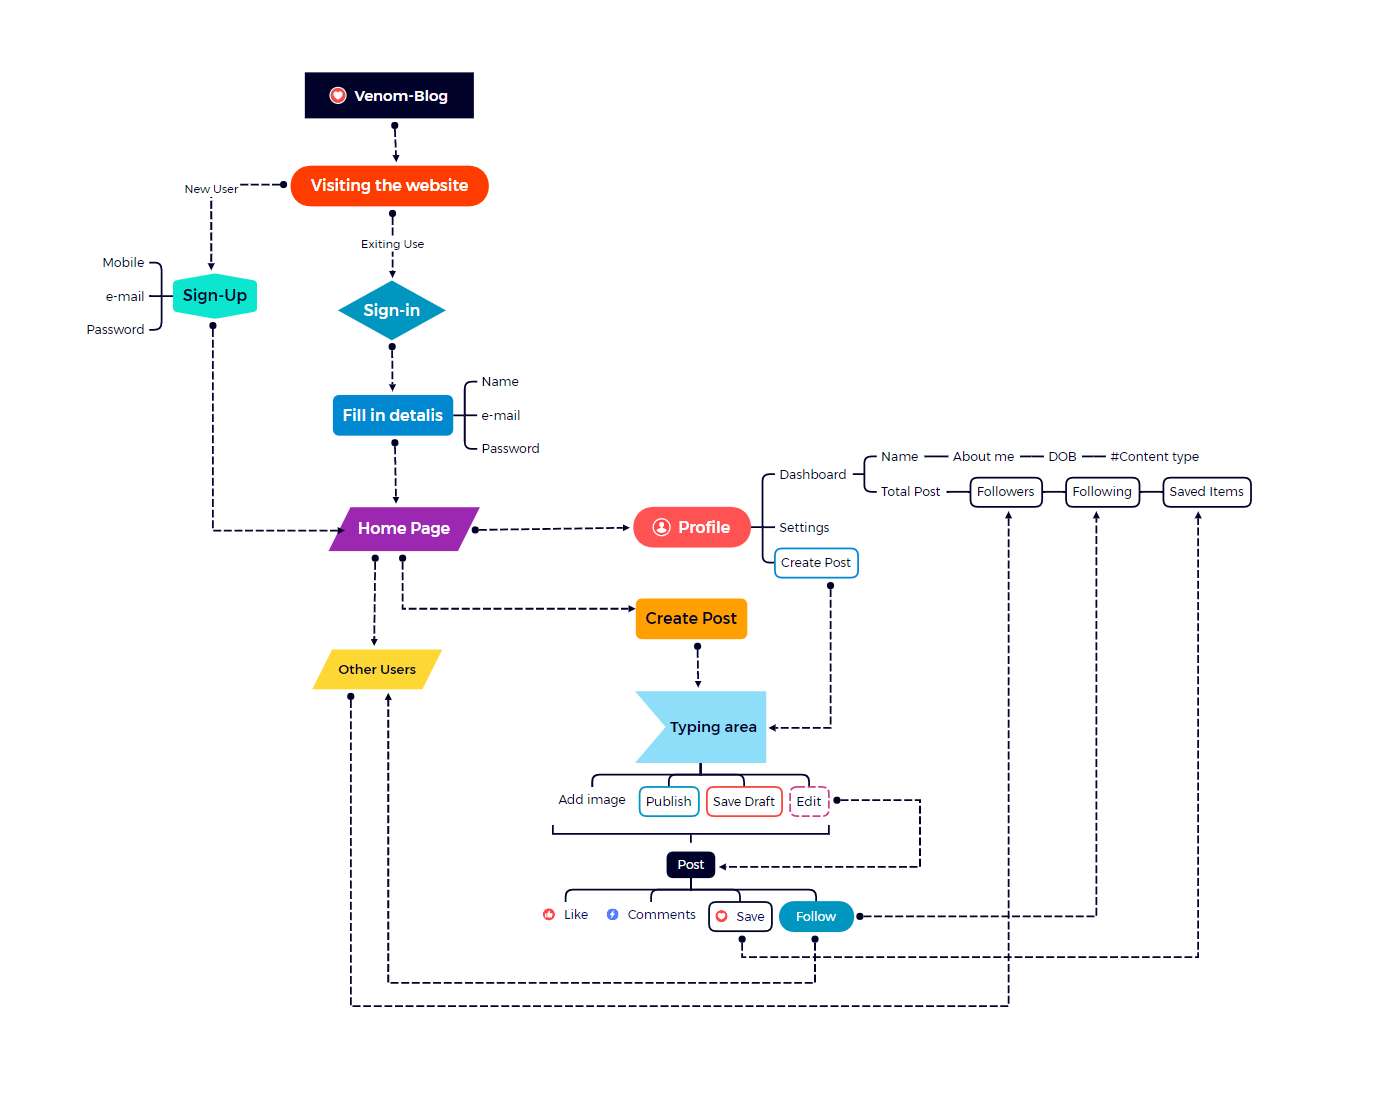 Venom-Blog
Visiting the website
New User
Exiting Use
Mobile
e-mail
Password
Sign-Up
Sign-in
Fill in detalis
Name
e-mail
Password
Home Page
Profile
Dashboard
Settings
Create Post
Name
About me
DOB
#Content type
Total Post
Followers
Following
Saved Items
Create Post
Other Users
Typing area
Add image
Publish
Save Draft
Edit
Post
Like
Comments
Save
Follow